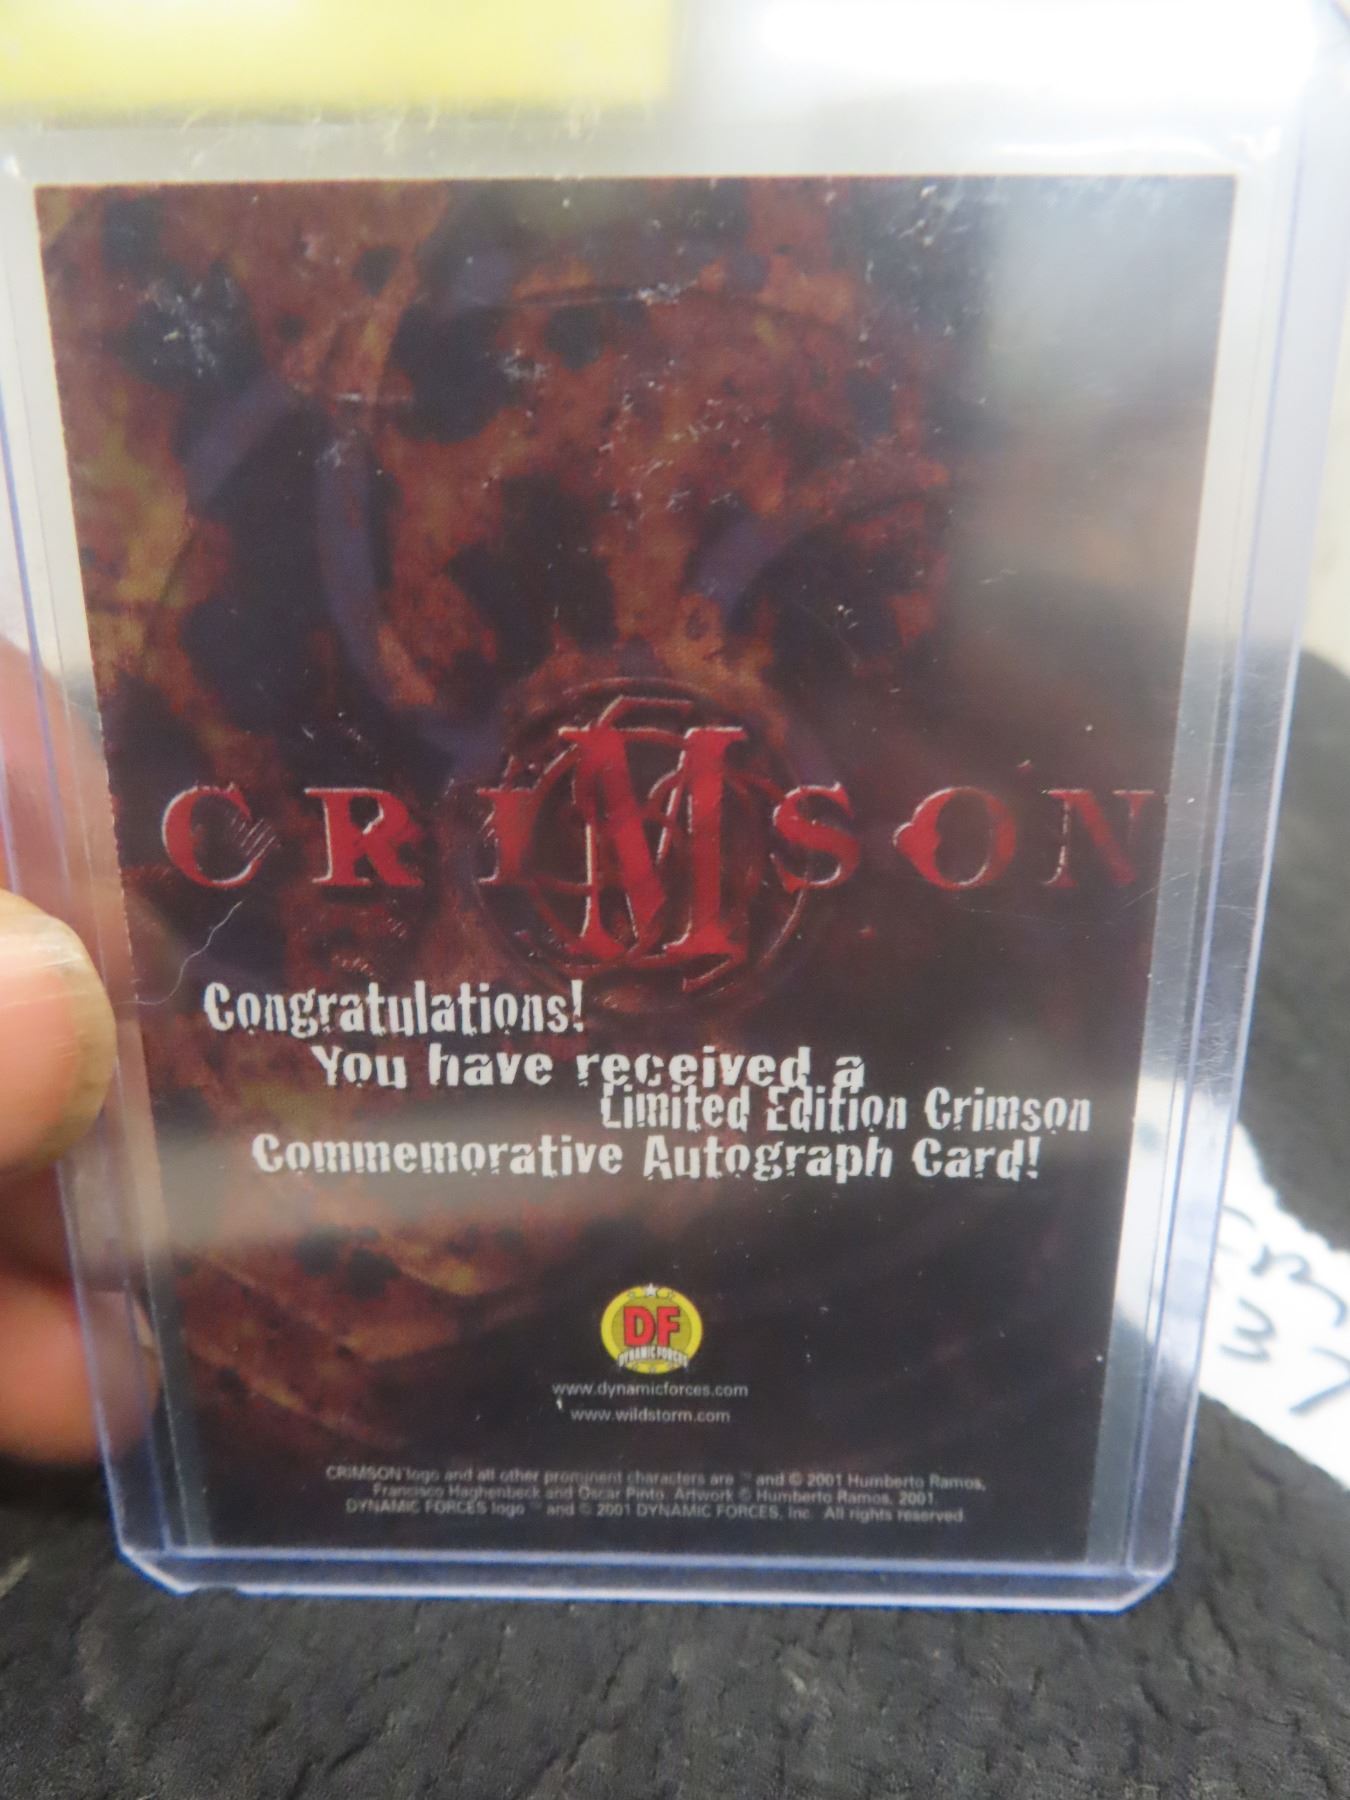 CRIMSON
Congratulations!
You have received a
Limited Edition Crimson
Commemorative Autograph Card!
DF
DYNAMIC FORCES
www.dynamicforces.com
www.wildstorm.com
CRIMSON logo and all other prominent characters are ™ and © 2001 Humberto Ramos,
Francisco Haghenbeck and Oscar Pinto. Artwork © Humberto Ramos, 2001.
DYNAMIC FORCES logo ™ and © 2001 DYNAMIC FORCES, Inc. All rights reserved.